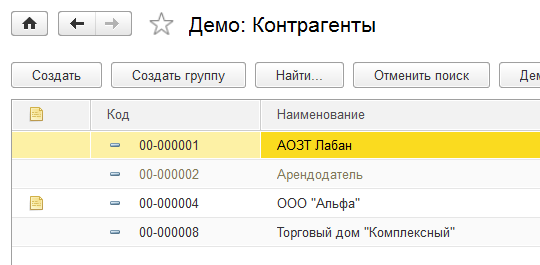 Демо: Контрагенты
Создать Создать группу Найти... Отменить поиск Дем
Код Наименование
00-000001 АОЗТ Лабан
00-000002 Арендодатель
00-000004 ООО "Альфа"
00-000008 Торговый дом "Комплексный"